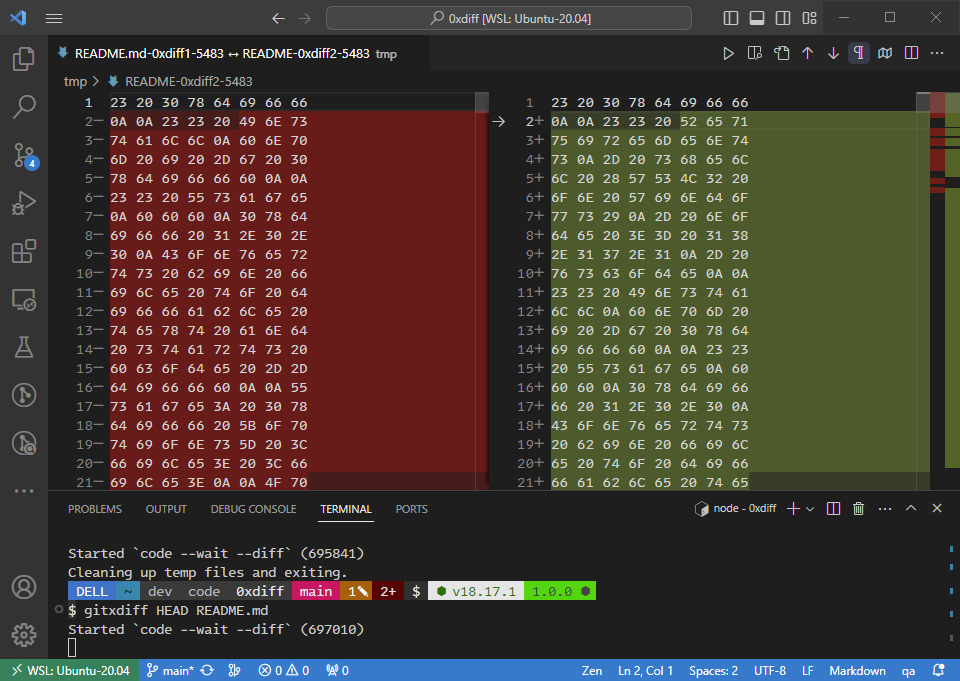 0xdiff [WSL: Ubuntu-20.04]
README.md-0xdiff1-5483 ↔ README-0xdiff2-5483 tmp
tmp > README-0xdiff2-5483
1 23 20 30 78 64 69 66 66
2− 0A 0A 23 23 20 49 6E 73
3− 74 61 6C 6C 0A 60 6E 70
4− 6D 20 69 20 2D 67 20 30
5− 78 64 69 66 66 60 0A 0A
6− 23 23 20 55 73 61 67 65
7− 0A 60 60 60 0A 30 78 64
8− 69 66 66 20 31 2E 30 2E
9− 30 0A 43 6F 6E 76 65 72
10− 74 73 20 62 69 6E 20 66
11− 69 6C 65 20 74 6F 20 64
12− 69 66 66 61 62 6C 65 20
13− 74 65 78 74 20 61 6E 64
14− 20 73 74 61 72 74 73 20
15− 60 63 6F 64 65 20 2D 2D
16− 64 69 66 66 60 0A 0A 55
17− 73 61 67 65 3A 20 30 78
18− 64 69 66 66 20 5B 6F 70
19− 74 69 6F 6E 73 5D 20 3C
20− 66 69 6C 65 3E 20 3C 66
21− 69 6C 65 3E 0A 0A 4F 70
1 23 20 30 78 64 69 66 66
2+ 0A 0A 23 23 20 52 65 71
3+ 75 69 72 65 6D 65 6E 74
4+ 73 0A 2D 20 73 68 65 6C
5+ 6C 20 28 57 53 4C 32 20
6+ 6F 6E 20 57 69 6E 64 6F
7+ 77 73 29 0A 2D 20 6E 6F
8+ 64 65 20 3E 3D 20 31 38
9+ 2E 31 37 2E 31 0A 2D 20
10+ 76 73 63 6F 64 65 0A 0A
11+ 23 23 20 49 6E 73 74 61
12+ 6C 6C 0A 60 6E 70 6D 20
13+ 69 20 2D 67 20 30 78 64
14+ 69 66 66 60 0A 0A 23 23
15+ 20 55 73 61 67 65 0A 60
16+ 60 60 0A 30 78 64 69 66
17+ 66 20 31 2E 30 2E 30 0A
18+ 43 6F 6E 76 65 72 74 73
19+ 20 62 69 6E 20 66 69 6C
20+ 65 20 74 6F 20 64 69 66
21+ 66 61 62 6C 65 20 74 65
4
PROBLEMS OUTPUT DEBUG CONSOLE TERMINAL PORTS
node - 0xdiff
Started `code --wait --diff` (695841)
Cleaning up temp files and exiting.
DELL ~ dev code 0xdiff main 1✎ 2+ $ ⬢ v18.17.1 1.0.0 ⬢
$ gitxdiff HEAD README.md
Started `code --wait --diff` (697010)
WSL: Ubuntu-20.04 main* 0 0 0 Zen Ln 2, Col 1 Spaces: 2 UTF-8 LF Markdown qa